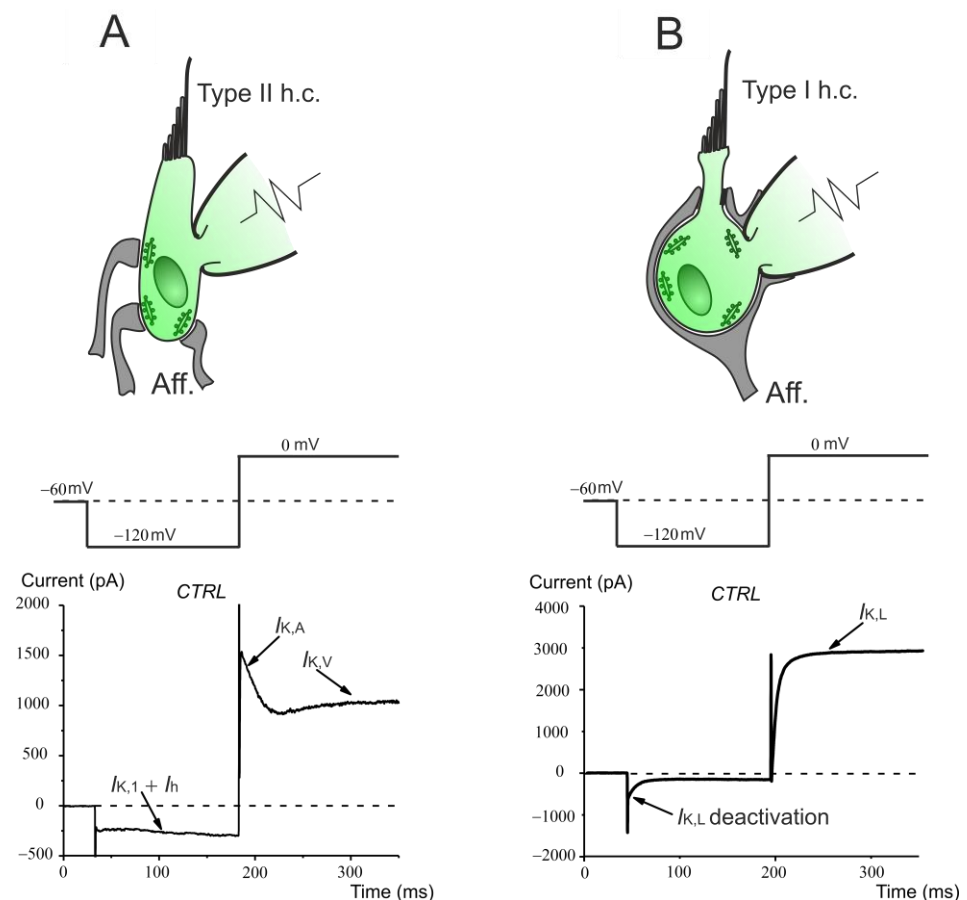 A
Type II h.c.
Aff.
0 mV
−60mV
−120mV
Current (pA)
CTRL
2000
1500
1000
500
0
−500
IK,A
IK,V
IK,1 + Ih
0 100 200 300
Time (ms)
B
Type I h.c.
Aff.
0 mV
−60mV
−120mV
Current (pA)
CTRL
4000
3000
2000
1000
0
−1000
−2000
IK,L
IK,L deactivation
0 100 200 300
Time (ms)